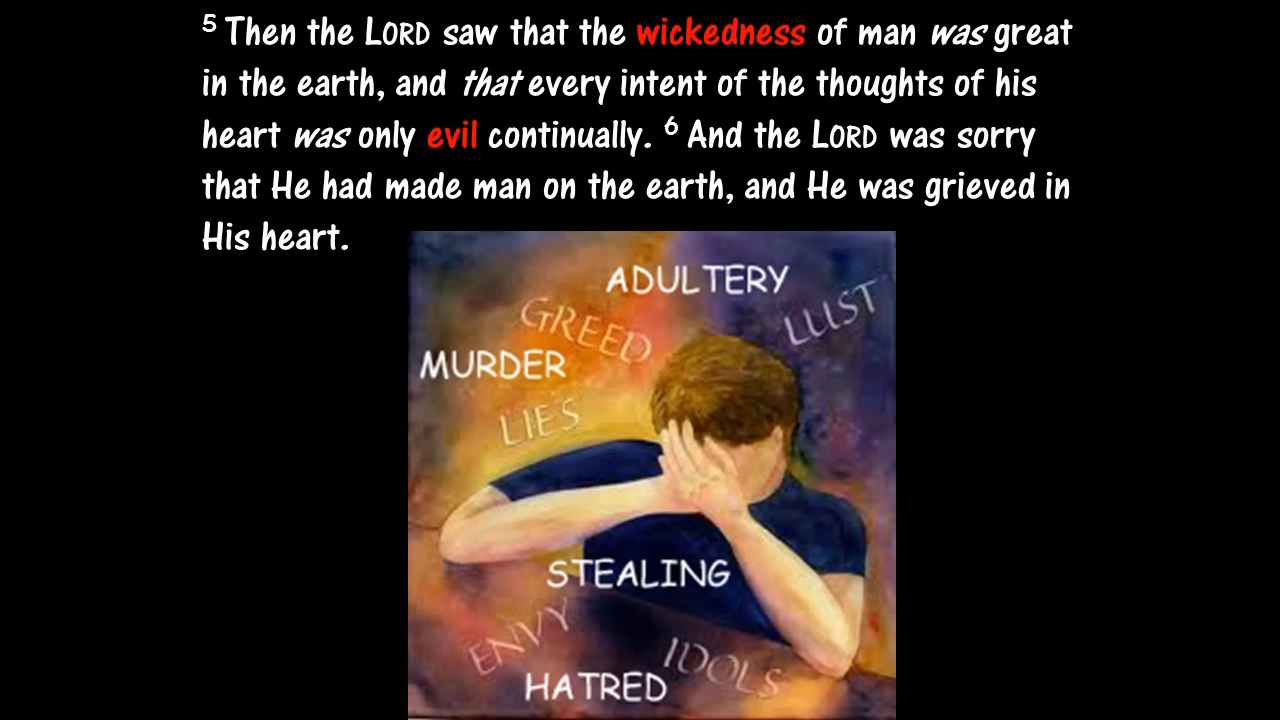 5 Then the LORD saw that the wickedness of man was great
in the earth, and that every intent of the thoughts of his
heart was only evil continually. 6 And the LORD was sorry
that He had made man on the earth, and He was grieved in
His heart.
ADULTERY
LUST
GREED
MURDER
LIES
STEALING
ENVY
IDOLS
HATRED